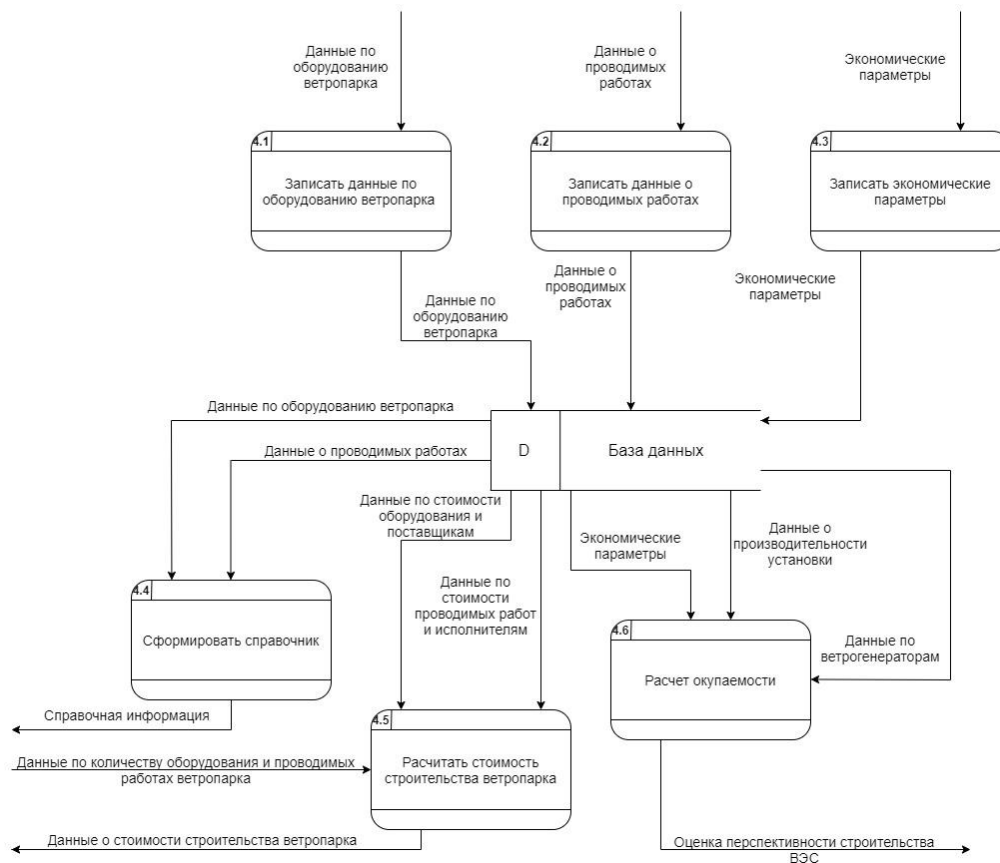 Данные по
оборудованию
ветропарка
Данные о
проводимых
работах
Экономические
параметры
4.1
Записать данные по
оборудованию ветропарка
4.2
Записать данные о
проводимых работах
4.3
Записать экономические
параметры
Данные по
оборудованию
ветропарка
Данные о
проводимых
работах
Экономические
параметры
Данные по оборудованию ветропарка
Данные о проводимых работах
D
База данных
Данные по стоимости
оборудования и
поставщикам
Данные по
стоимости
проводимых работ
и исполнителям
Экономические
параметры
Данные о
производительности
установки
Данные по
ветрогенераторам
4.4
Сформировать справочник
4.6
Расчет окупаемости
Справочная информация
4.5
Расчитать стоимость
строительства ветропарка
Данные по количеству оборудования и проводимых
работах ветропарка
Данные о стоимости строительства ветропарка
Оценка перспективности строительства
ВЭС